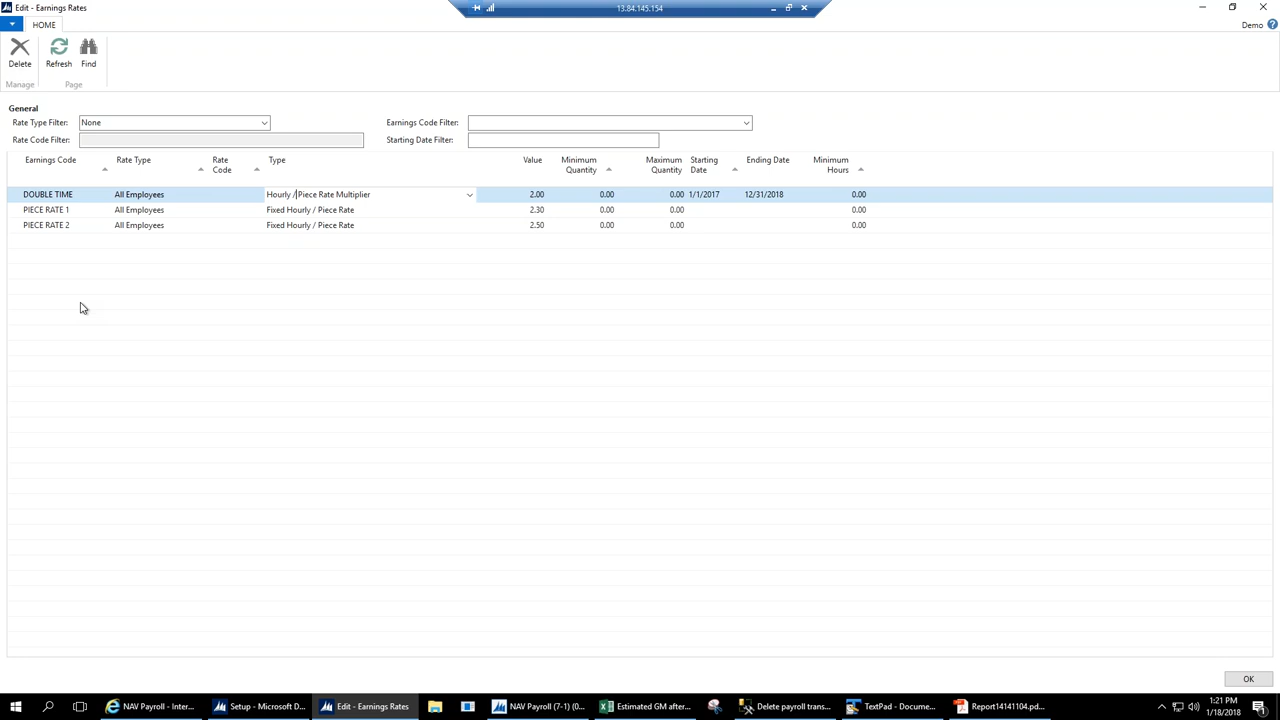 Edit - Earnings Rates
13.84.145.154
HOME
Demo
Delete
Refresh
Find
Manage
Page
General
Rate Type Filter: None
Earnings Code Filter:
Rate Code Filter:
Starting Date Filter:
Earnings Code Rate Type Rate Code Type Value Minimum Quantity Maximum Quantity Starting Date Ending Date Minimum Hours
DOUBLE TIME All Employees Hourly / Piece Rate Multiplier 2.00 0.00 0.00 1/1/2017 12/31/2018 0.00
PIECE RATE 1 All Employees Fixed Hourly / Piece Rate 2.30 0.00 0.00 0.00
PIECE RATE 2 All Employees Fixed Hourly / Piece Rate 2.50 0.00 0.00 0.00
OK
NAV Payroll - Inter...
Setup - Microsoft D...
Edit - Earnings Rates
NAV Payroll (7-1) (0...
Estimated GM after...
Delete payroll trans...
TextPad - Docume...
Report14141104.pd...
1:21 PM
1/18/2018